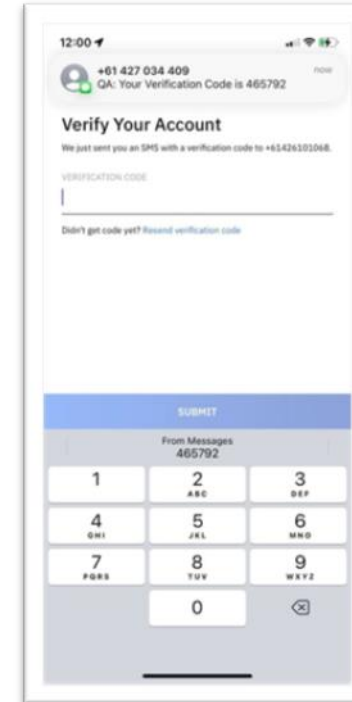 12:00
+61 427 034 409 now
QA: Your Verification Code is 465792
Verify Your Account
We just sent you an SMS with a verification code to +61426101068.
VERIFICATION CODE
Didn't get code yet? Resend verification code
SUBMIT
From Messages
465792
1 2 3
ABC DEF
4 5 6
GHI JKL MNO
7 8 9
PQRS TUV WXYZ
0